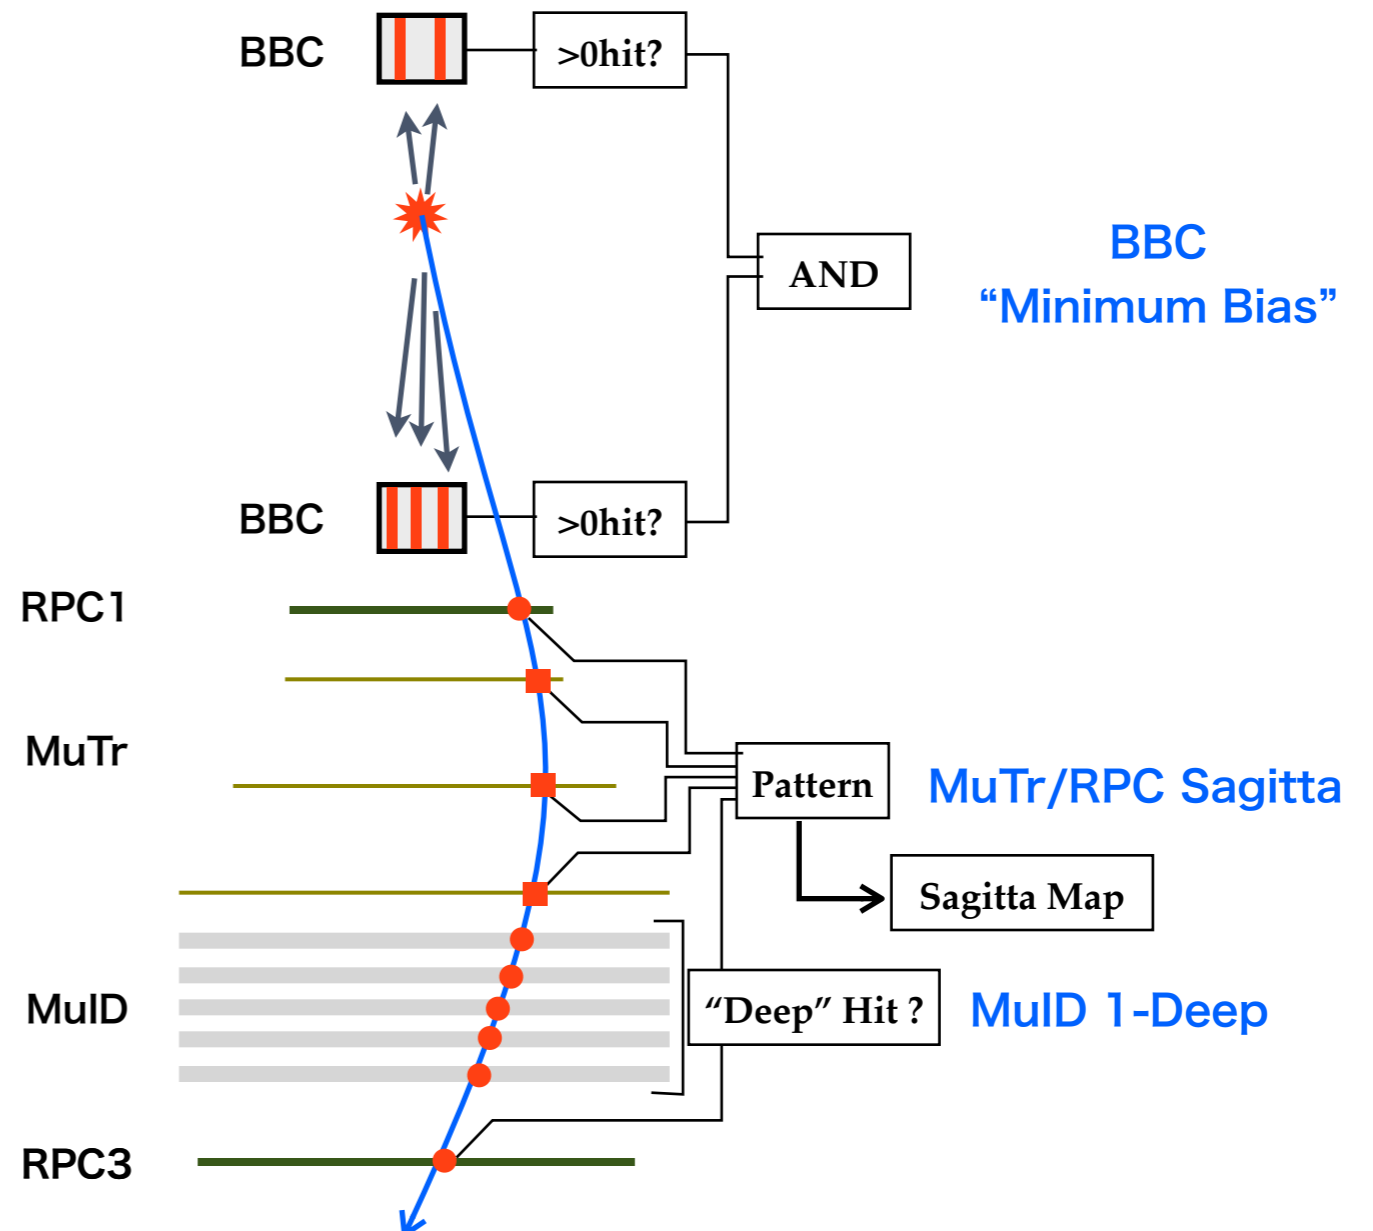 BBC
>0hit?
AND
BBC
“Minimum Bias”
BBC
>0hit?
RPC1
MuTr
Pattern
MuTr/RPC Sagitta
Sagitta Map
MuID
“Deep” Hit ?
MuID 1-Deep
RPC3